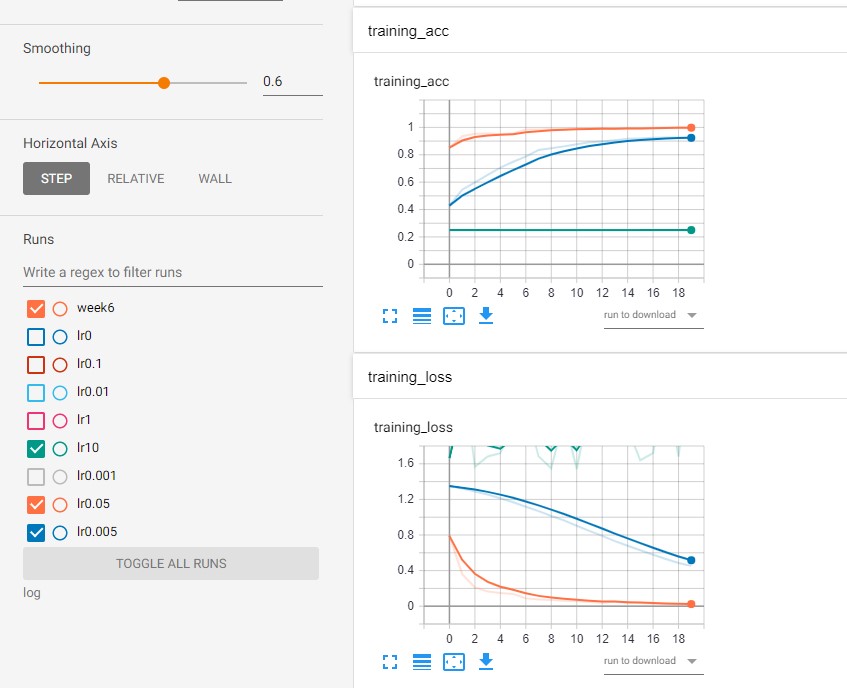 Smoothing
0.6
Horizontal Axis
STEP RELATIVE WALL
Runs
Write a regex to filter runs
week6
lr0
lr0.1
lr0.01
lr1
lr10
lr0.001
lr0.05
lr0.005
TOGGLE ALL RUNS
log
training_acc
training_acc
1
0.8
0.6
0.4
0.2
0
0 2 4 6 8 10 12 14 16 18
run to download
training_loss
training_loss
1.6
1.2
0.8
0.4
0
0 2 4 6 8 10 12 14 16 18
run to download